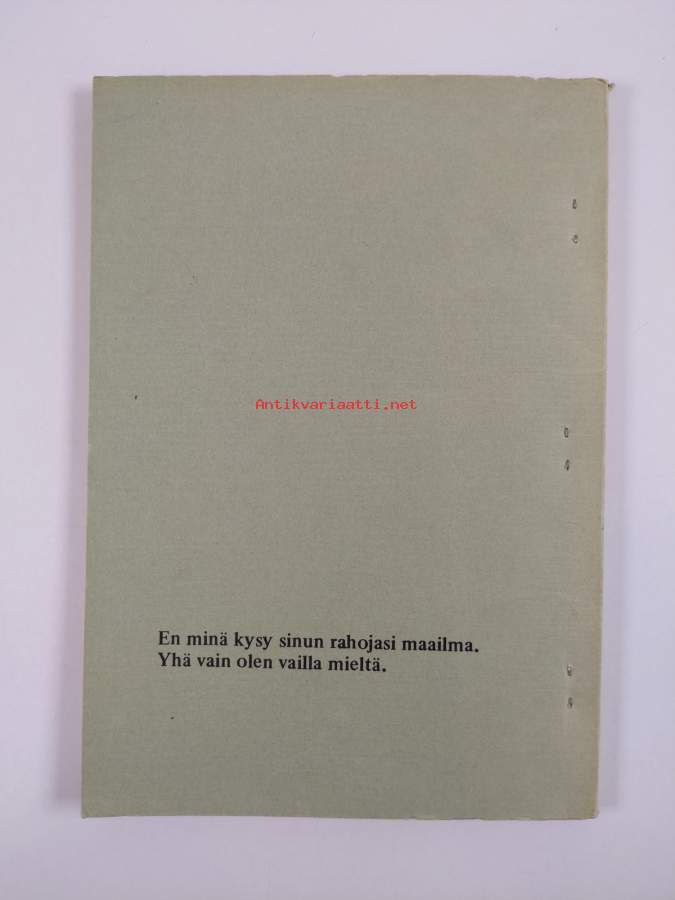 Antikvariaatti.net
En minä kysy sinun rahojasi maailma.
Yhä vain olen vailla mieltä.